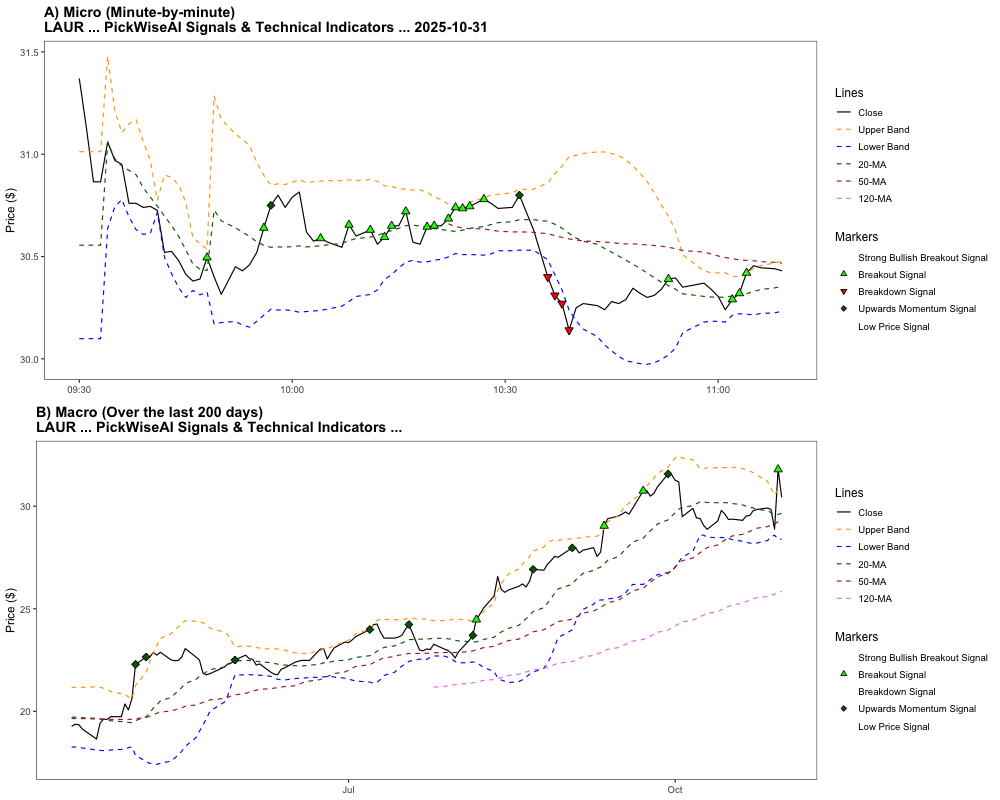 A) Micro (Minute-by-minute)
LAUR ... PickWiseAI Signals & Technical Indicators ... 2025-10-31
31.5
31.0
30.5
30.0
Price ($)
09:30
10:00
10:30
11:00
Lines
Close
Upper Band
Lower Band
20-MA
50-MA
120-MA
Markers
Strong Bullish Breakout Signal
Breakout Signal
Breakdown Signal
Upwards Momentum Signal
Low Price Signal
B) Macro (Over the last 200 days)
LAUR ... PickWiseAI Signals & Technical Indicators ...
30
25
20
Price ($)
Jul
Oct
Lines
Close
Upper Band
Lower Band
20-MA
50-MA
120-MA
Markers
Strong Bullish Breakout Signal
Breakout Signal
Breakdown Signal
Upwards Momentum Signal
Low Price Signal